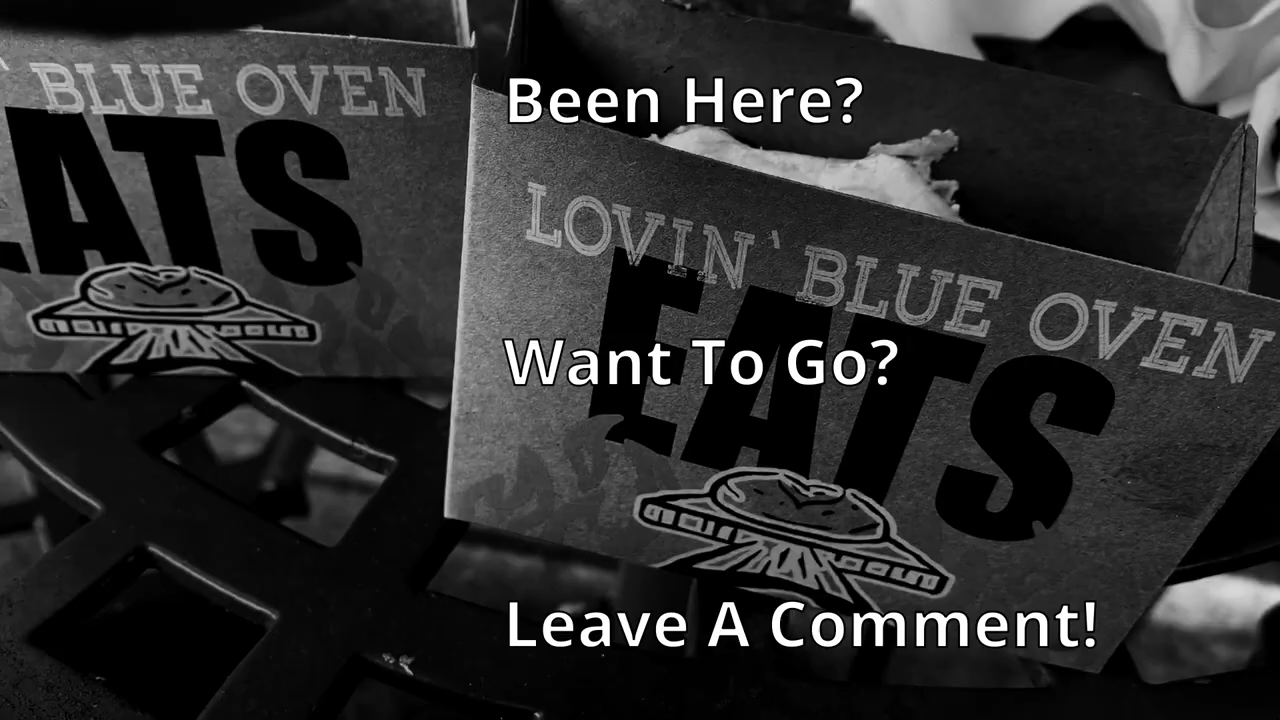 BLUE OVEN
EATS
Been Here?
LOVIN` BLUE OVEN
EATS
Want To Go?
Leave A Comment!